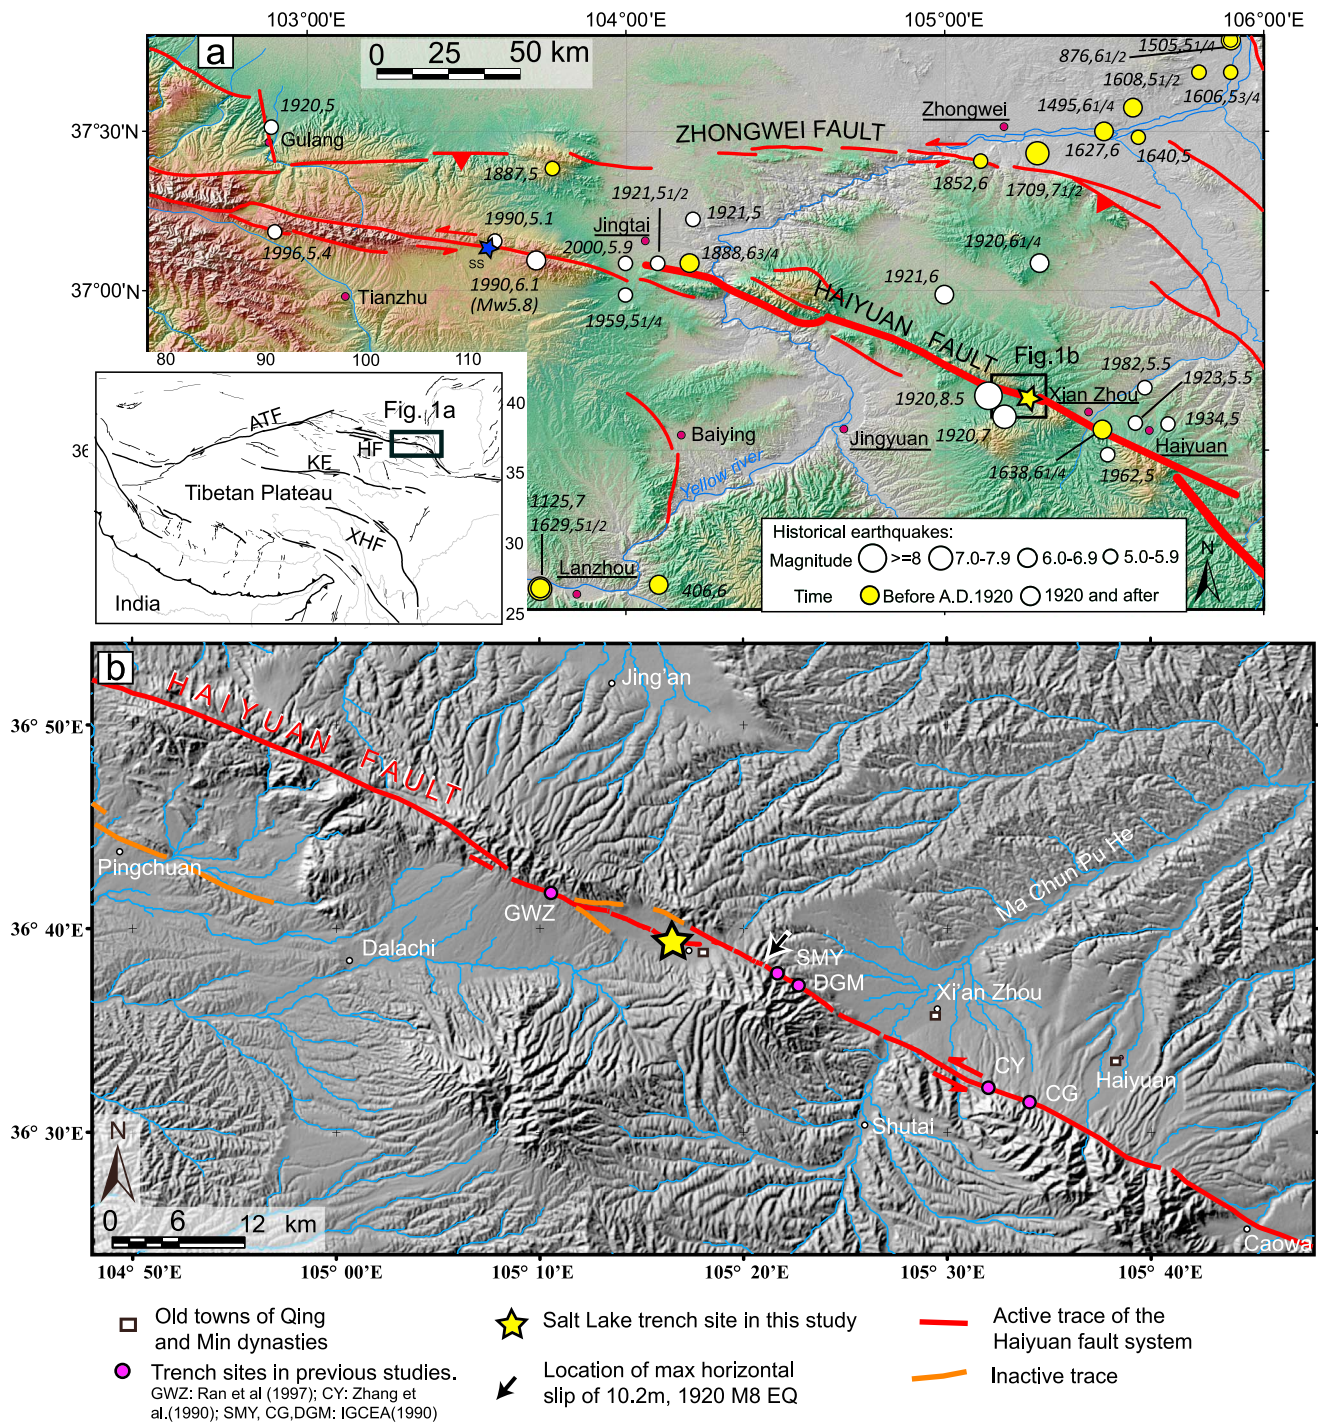 103°00'E
104°00'E
105°00'E
106°00'E
a
0 25 50 km
1505,51/4
876,61/2
1608,51/2
1606,53/4
1495,61/4
1920,5
Gulang
37°30'N
Zhongwei
ZHONGWEI FAULT
1627,6
1640,5
1887,5
1852,6
1709,71/2
1921,51/2
1990,5.1
Jingtai
1921,5
2000,5.9
1888,63/4
1920,61/4
1996,5.4
SS
1990,6.1
(Mw5.8)
1921,6
37°00'E
Tianzhu
1959,51/4
HAIYUAN FAULT
Fig.1b
1982,5.5
1923,5.5
Xian Zhou
1920,8.5
1934,5
1920,7
Baiying
Jingyuan
Haiyuan
1638,61/4
1962,5
Yellow river
1125,7
1629,51/2
Lanzhou
406,6
80 90 100 110
36
40
35
30
25
ATF
Fig. 1a
HF
KF
Tibetan Plateau
XHF
India
Historical earthquakes:
Magnitude >=8 7.0-7.9 6.0-6.9 5.0-5.9
Time Before A.D.1920 1920 and after
N
b
HAIYUAN FAULT
Jing'an
36° 50'E
Pingchuan
Ma Chun Pu He
GWZ
36° 40'E
Dalachi
SMY
DGM
Xi'an Zhou
CY
Haiyuan
CG
36° 30'E
Shutai
N
0 6 12 km
Caowa
104°50'E
105°00'E
105°10'E
105°20'E
105°30'E
105°40'E
Old towns of Qing
and Min dynasties
Trench sites in previous studies.
GWZ: Ran et al (1997); CY: Zhang et
al.(1990); SMY, CG,DGM: IGCEA(1990)
Salt Lake trench site in this study
Location of max horizontal
slip of 10.2m, 1920 M8 EQ
Active trace of the
Haiyuan fault system
Inactive trace